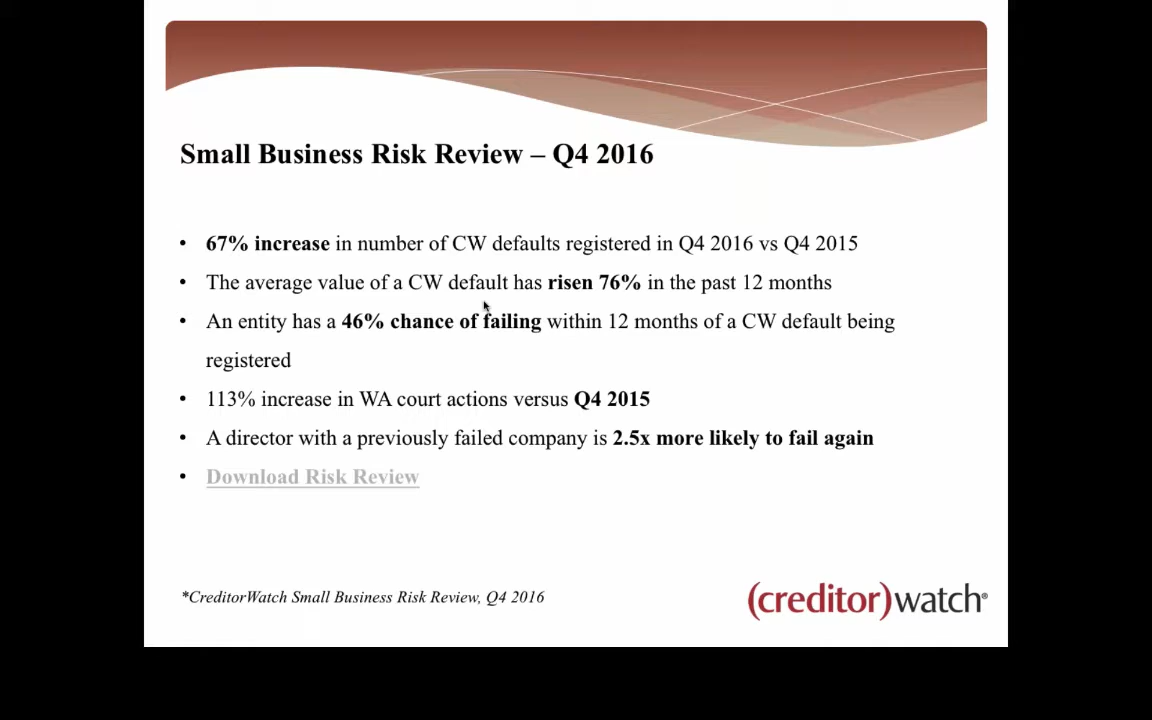 Small Business Risk Review – Q4 2016
• 67% increase in number of CW defaults registered in Q4 2016 vs Q4 2015
• The average value of a CW default has risen 76% in the past 12 months
• An entity has a 46% chance of failing within 12 months of a CW default being
registered
• 113% increase in WA court actions versus Q4 2015
• A director with a previously failed company is 2.5x more likely to fail again
• Download Risk Review
*CreditorWatch Small Business Risk Review, Q4 2016
(creditor)watch®